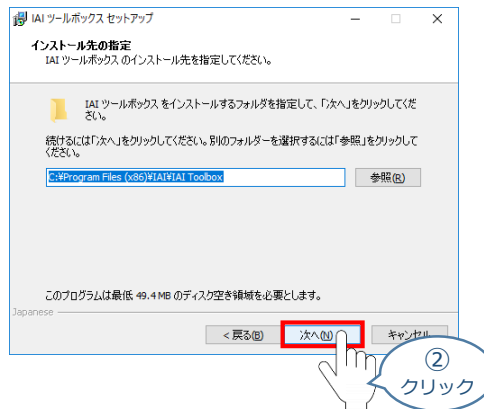 IAI ツールボックス セットアップ
インストール先の指定
IAI ツールボックス のインストール先を指定してください。
IAI ツールボックス をインストールするフォルダを指定して、「次へ」をクリックしてくだ
さい。
続けるには「次へ」をクリックしてください。別のフォルダーを選択するには「参照」をクリックして
ください。
C:¥Program Files (x86)¥IAI¥IAI Toolbox
参照(R)
このプログラムは最低 49.4 MB のディスク空き領域を必要とします。
Japanese
< 戻る(B)
次へ(N)
キャンセル
②
クリック